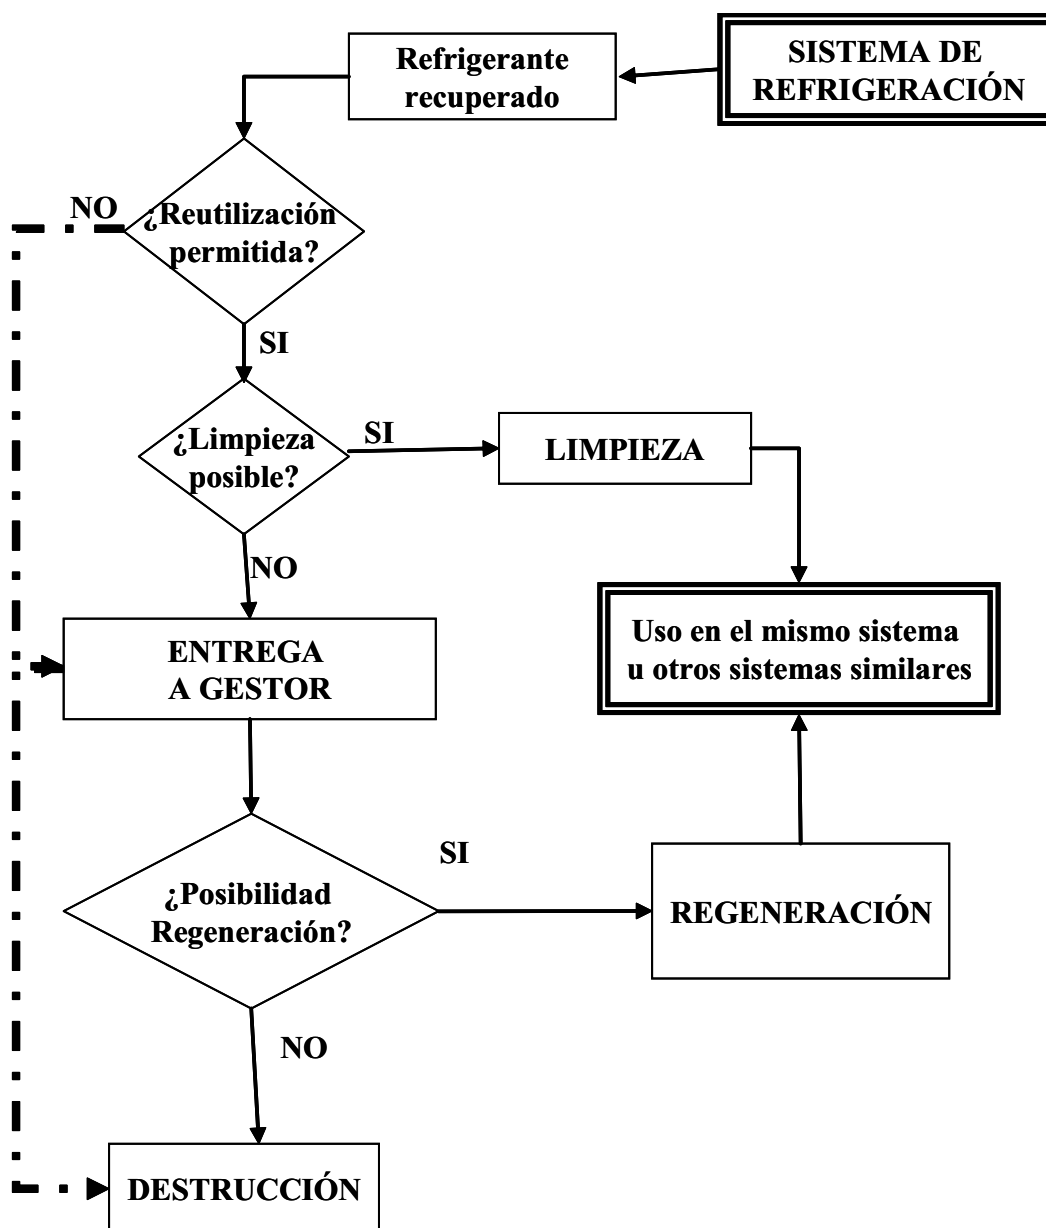 SISTEMA DE
REFRIGERACIÓN
Refrigerante
recuperado
NO
¿Reutilización
permitida?
SI
¿Limpieza
posible?
SI
LIMPIEZA
NO
Uso en el mismo sistema
u otros sistemas similares
ENTREGA
A GESTOR
¿Posibilidad
Regeneración?
SI
REGENERACIÓN
NO
DESTRUCCIÓN